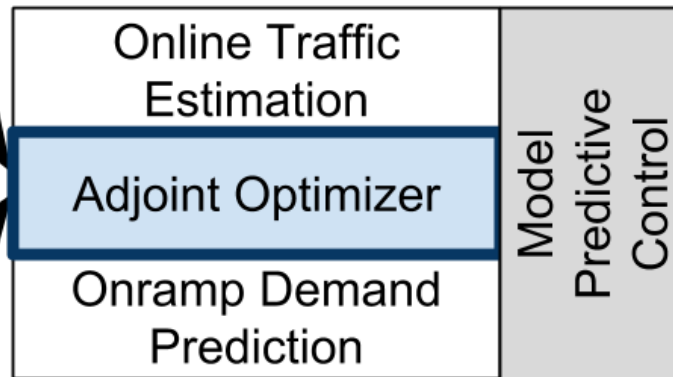 Online Traffic
Estimation
Adjoint Optimizer
Onramp Demand
Prediction
Model
Predictive
Control